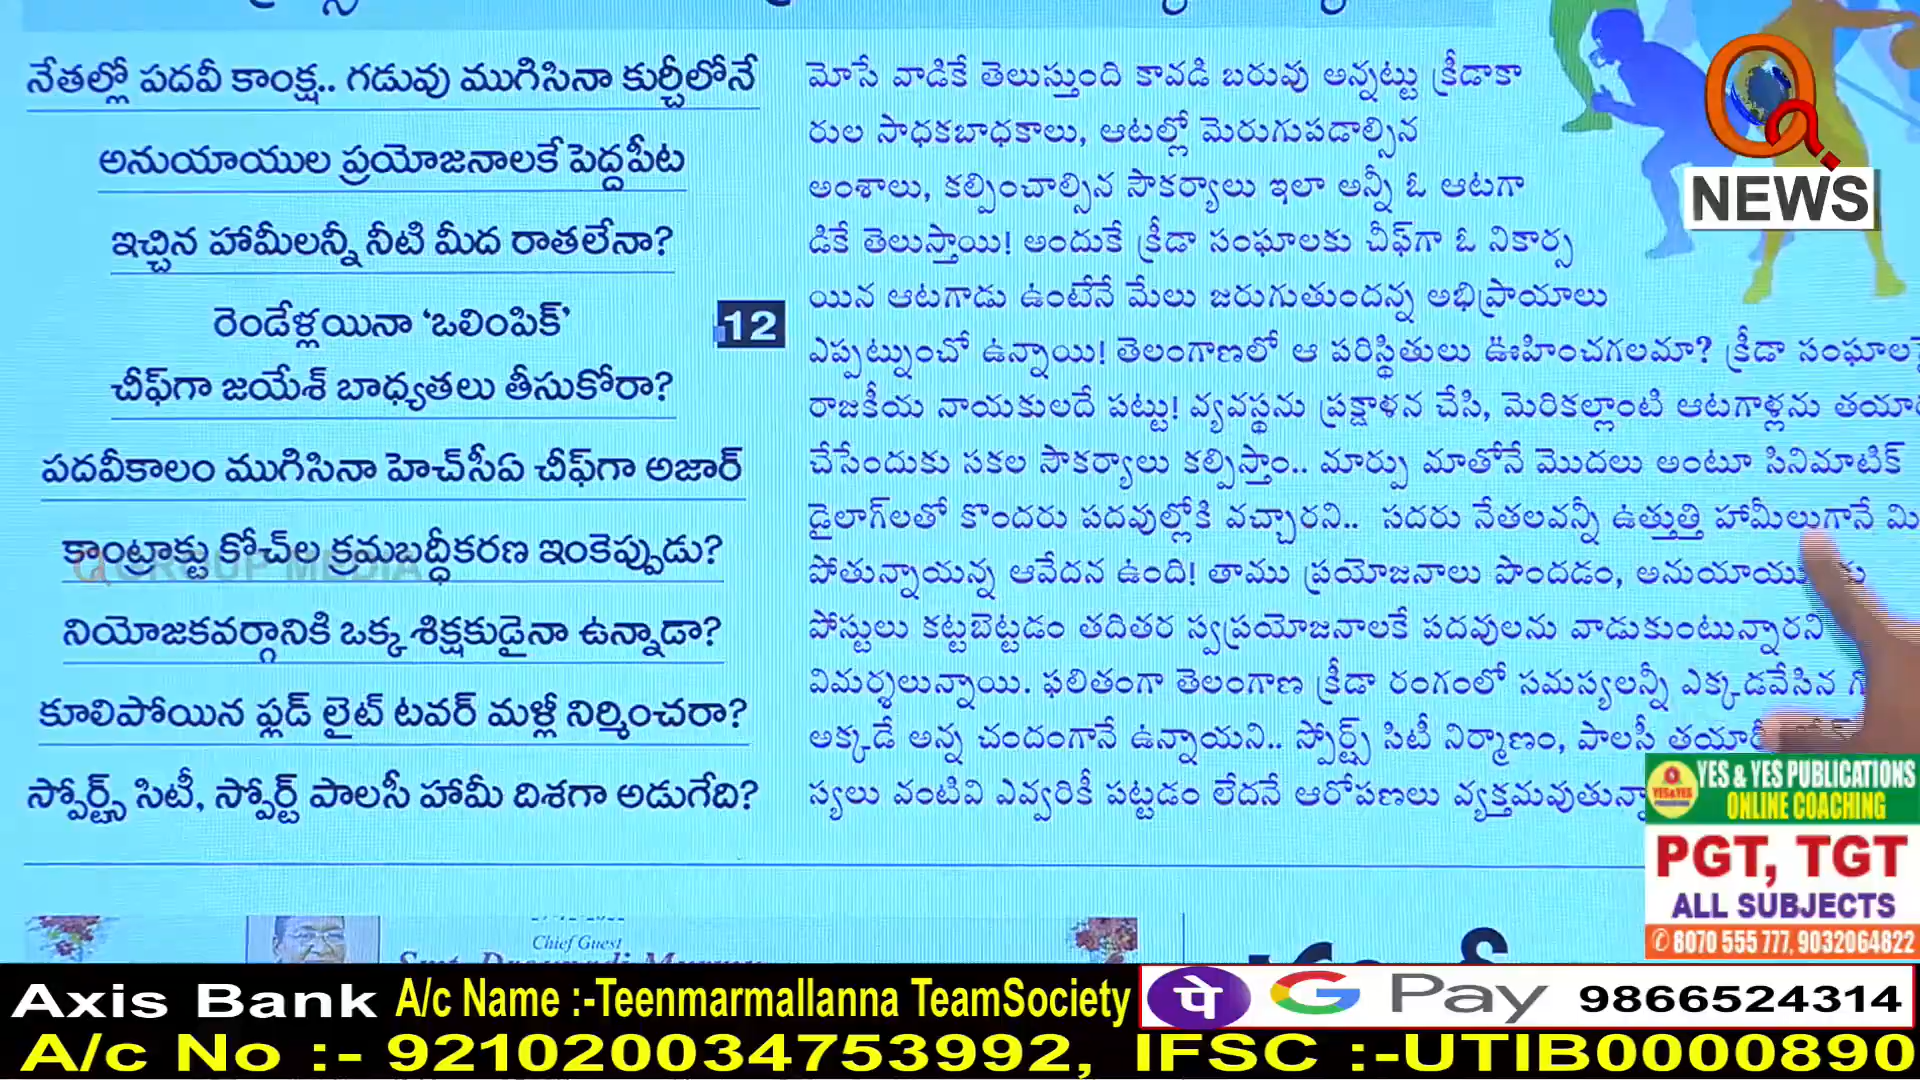 నేతల్లో పదవీ కాంక్ష.. గడువు ముగిసినా కుర్చీలోనే
అనుయాయుల ప్రయోజనాలకే పెద్దపీట
ఇచ్చిన హామీలన్నీ నీటి మీద రాతలేనా?
రెండేళ్లయినా ‘ఒలింపిక్’
చీఫ్‌గా జయేశ్ బాధ్యతలు తీసుకోరా?
పదవీకాలం ముగిసినా హెచ్‌సీఏ చీఫ్‌గా అజార్
కాంట్రాక్టు కోచ్‌ల క్రమబద్ధీకరణ ఇంకెప్పుడు?
నియోజకవర్గానికి ఒక్క శిక్షకుడైనా ఉన్నాడా?
కూలిపోయిన ఫ్లడ్ లైట్ టవర్ మళ్లీ నిర్మించరా?
స్పోర్ట్స్ సిటీ, స్పోర్ట్ పాలసీ హామీ దిశగా అడుగేది?
12
మోసే వాడికే తెలుస్తుంది కావడి బరువు అన్నట్టు క్రీడాకా
రుల సాధకబాధకాలు, ఆటల్లో మెరుగుపడాల్సిన
అంశాలు, కల్పించాల్సిన సౌకర్యాలు ఇలా అన్నీ ఓ ఆటగా
డికే తెలుస్తాయి! అందుకే క్రీడా సంఘాలకు చీఫ్‌గా ఓ నికార్స
యిన ఆటగాడు ఉంటేనే మేలు జరుగుతుందన్న అభిప్రాయాలు
ఎప్పట్నుంచో ఉన్నాయి! తెలంగాణలో ఆ పరిస్థితులు ఊహించగలమా? క్రీడా సంఘాలపై
రాజకీయ నాయకులదే పట్టు! వ్యవస్థను ప్రక్షాళన చేసి, మెరికల్లాంటి ఆటగాళ్లను
చేసేందుకు సకల సౌకర్యాలు కల్పిస్తాం.. మార్పు మాతోనే మొదలు అంటూ సినిమాటిక్
డైలాగ్‌లతో కొందరు పదవుల్లోకి వచ్చారని.. సదరు నేతలవన్నీ ఉత్తుత్తి హామీలుగానే మి
పోతున్నాయన్న ఆవేదన ఉంది! తాము ప్రయోజనాలు పొందడం,
పోస్టులు కట్టబెట్టడం తదితర స్వప్రయోజనాలకే పదవులను వాడుకుంటున్నారని
విమర్శలున్నాయి. ఫలితంగా తెలంగాణ క్రీడా రంగంలో సమస్యలన్నీ ఎక్కడవేసిన
అక్కడే అన్న చందంగానే ఉన్నాయని.. స్పోర్ట్స్ సిటీ నిర్మాణం, పాలసీ
స్యలు వంటివి ఎవ్వరికీ పట్టడం లేదనే ఆరోపణలు
Q NEWS
Q GROUP MEDIA
Chief Guest
YES & YES PUBLICATIONS
ONLINE COACHING
PGT, TGT
ALL SUBJECTS
8070 555 777, 9032064822
Axis Bank A/c Name :-Teenmarmallanna TeamSociety
पे G Pay 9866524314
A/c No :- 921020034753992, IFSC :-UTIB0000890